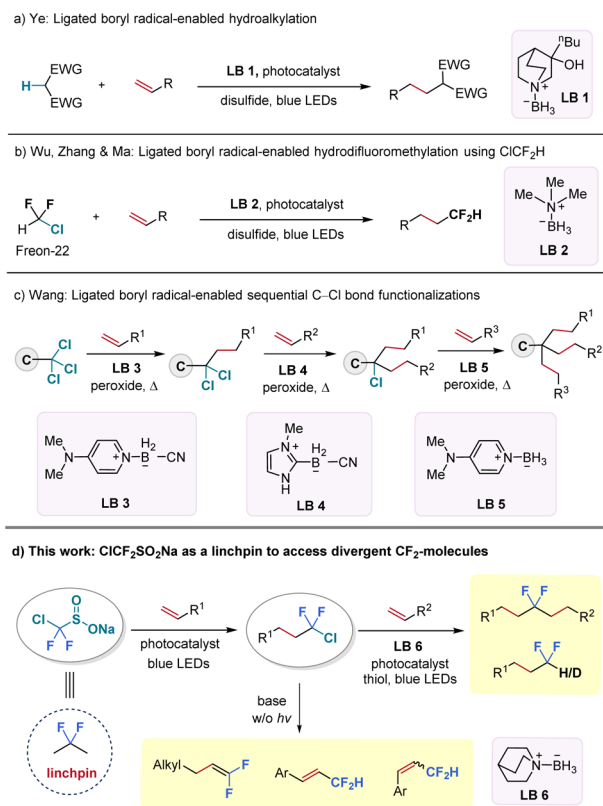 a) Ye: Ligated boryl radical-enabled hydroalkylation
EWG
H
EWG
+
R
LB 1, photocatalyst
disulfide, blue LEDs
EWG
R
EWG
nBu
OH
N+
−BH3
LB 1
b) Wu, Zhang & Ma: Ligated boryl radical-enabled hydrodifluoromethylation using ClCF2H
F F
H Cl
Freon-22
+
R
LB 2, photocatalyst
disulfide, blue LEDs
R CF2H
Me
Me N+ Me
−BH3
LB 2
c) Wang: Ligated boryl radical-enabled sequential C–Cl bond functionalizations
C Cl Cl Cl
R1
LB 3
peroxide, Δ
R1
C Cl Cl
R2
LB 4
peroxide, Δ
R1
C R2
Cl
R3
LB 5
peroxide, Δ
R1
C R2
R3
Me
N
Me
N+ H2B− CN
LB 3
Me
N+
N
H
H2B− CN
LB 4
Me
N
Me
N+ −BH3
LB 5
d) This work: ClCF2SO2Na as a linchpin to access divergent CF2-molecules
O
Cl S ONa
F F
R1
photocatalyst
blue LEDs
F F
R1 Cl
R2
LB 6
photocatalyst
thiol, blue LEDs
F F
R1 R2
F F
R1 H/D
F F
linchpin
base
w/o hν
Alkyl F
F
Ar CF2H
CF2H
Ar
N+ −BH3
LB 6